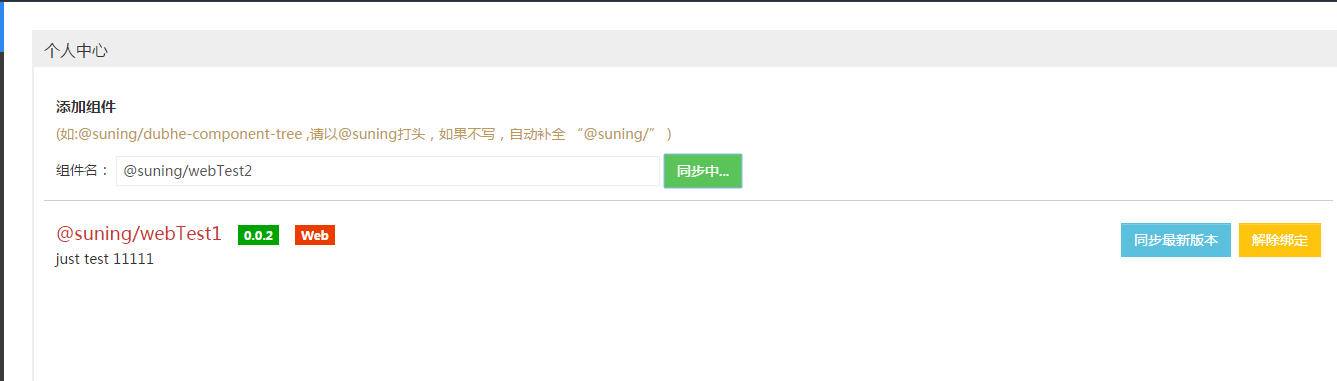 个人中心
添加组件
(如:@suning/dubhe-component-tree ,请以@suning打头，如果不写，自动补全 “@suning/” )
组件名： @suning/webTest2 同步中...
@suning/webTest1 0.0.2 Web 同步最新版本 解除绑定
just test 11111